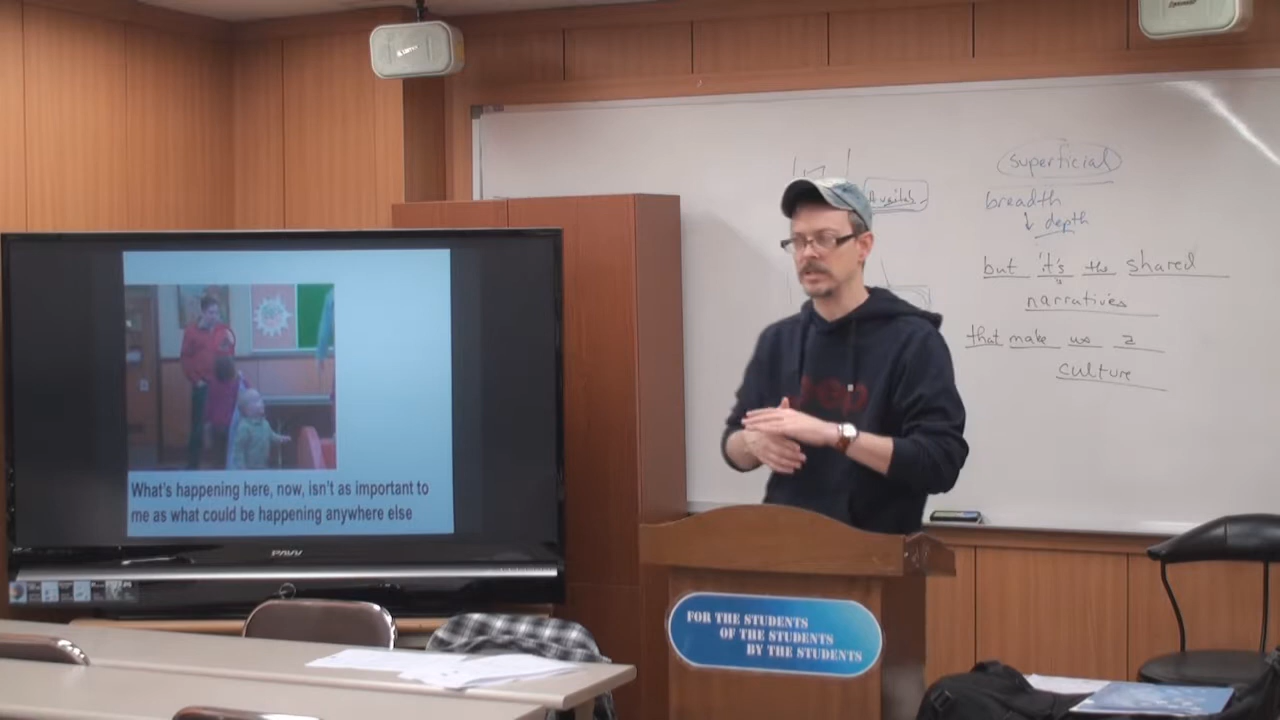 What's happening here, now, isn't as important to
me as what could be happening anywhere else
PAVV
superficial
breadth
↓ depth
but it's the shared
narratives
that make us a
culture
FOR THE STUDENTS
OF THE STUDENTS
BY THE STUDENTS